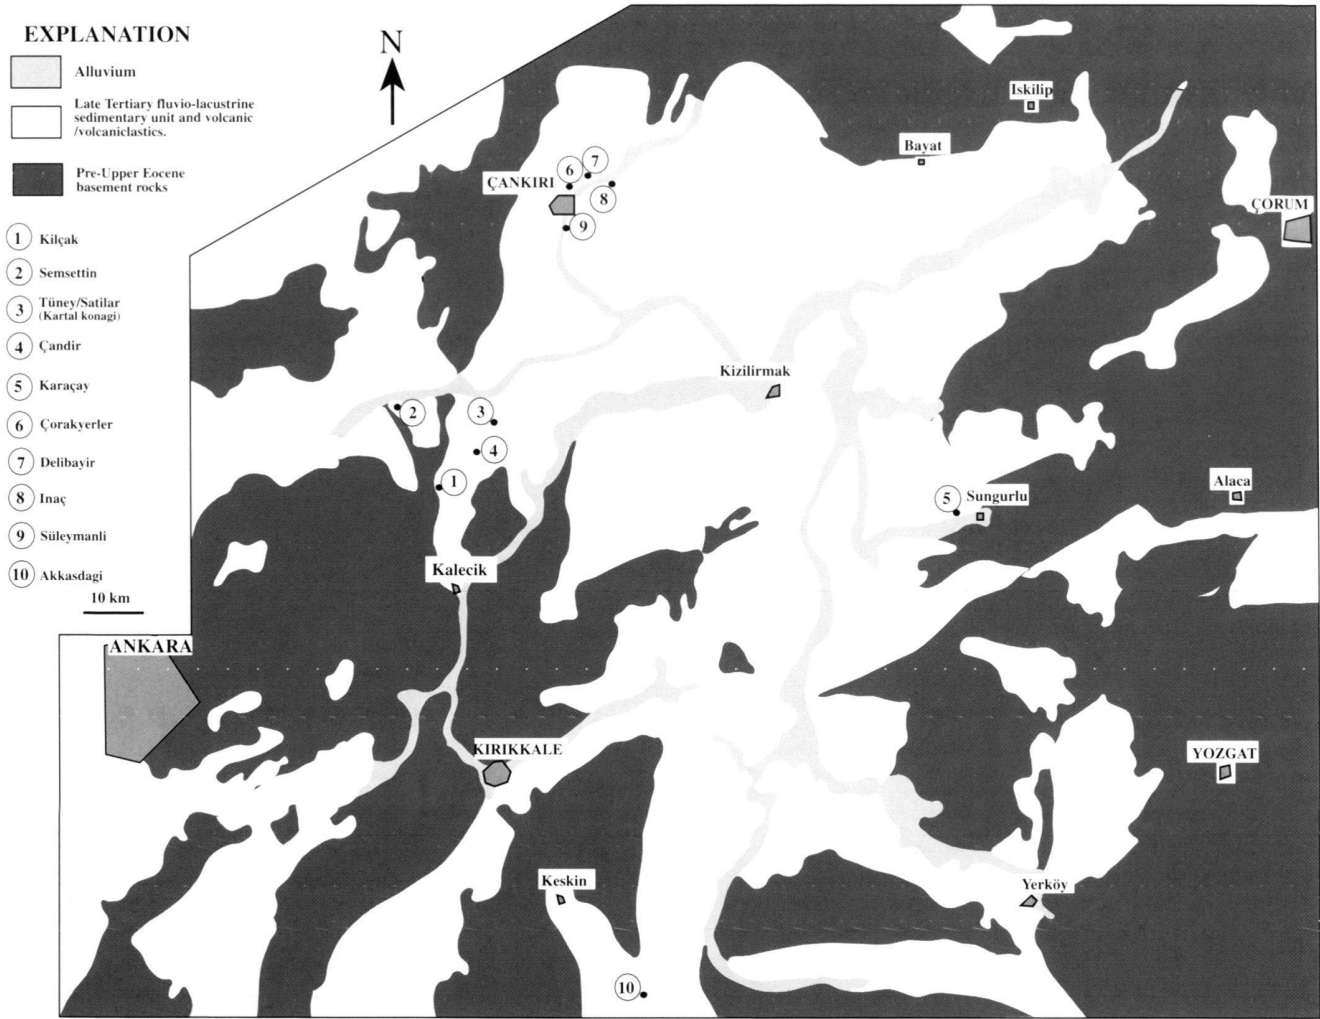 EXPLANATION
Alluvium
Late Tertiary fluvio-lacustrine
sedimentary unit and volcanic
/volcaniclastics.
Pre-Upper Eocene
basement rocks
1 Kilçak
2 Semsettin
3 Tüney/Satilar
(Kartal konagi)
4 Çandir
5 Karaçay
6 Çorakyerler
7 Delibayir
8 Inaç
9 Süleymanli
10 Akkasdagi
10 km
N
Iskilip
Bayat
ÇANKIRI
6
7
8
9
ÇORUM
Kizilirmak
2
3
4
1
5
Sungurlu
Alaca
Kalecik
ANKARA
KIRIKKALE
YOZGAT
Keskin
Yerköy
10